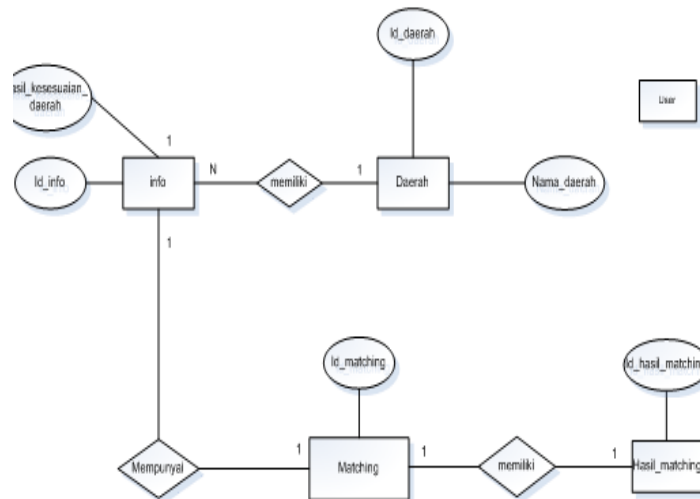 Id_daerah
asil_kesesuaian_
daerah
User
1
Id_info
info
N
memiliki
1
Daerah
Nama_daerah
1
Id_matching
Id_hasil_matchin
Mempunyai
1
Matching
1
memiliki
1
Hasil_matching